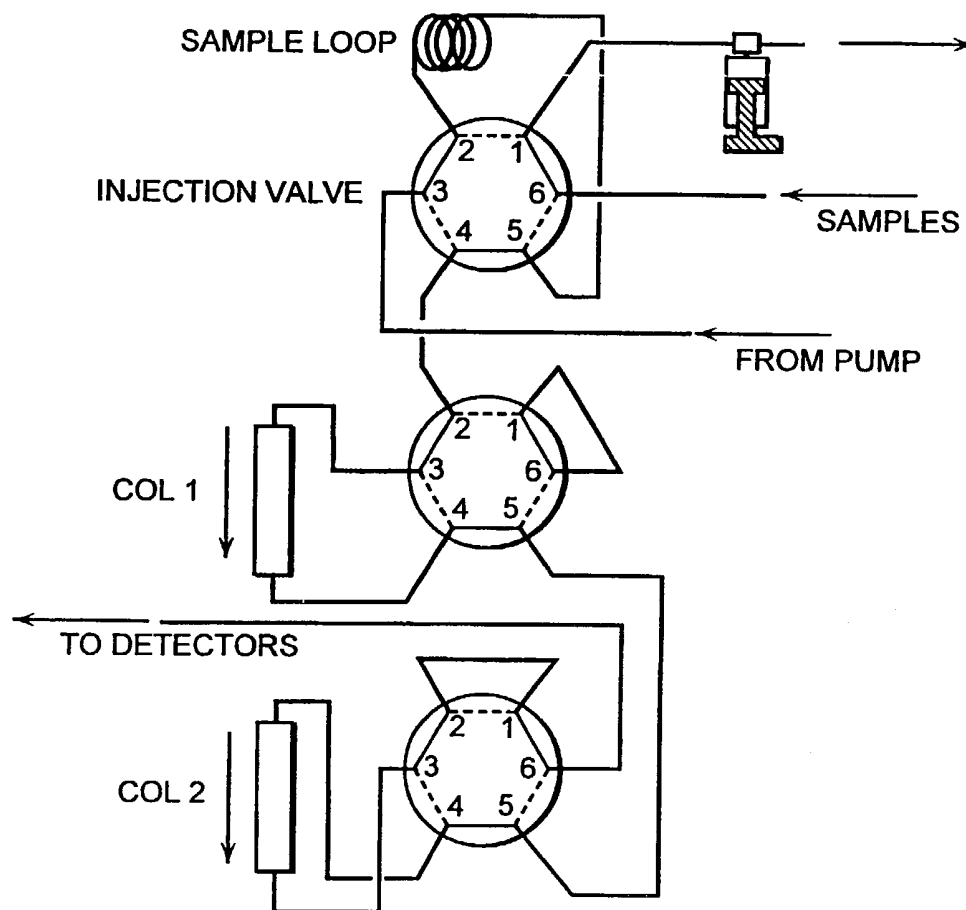 SAMPLE LOOP
2 1
INJECTION VALVE
3 6
4 5
SAMPLES
FROM PUMP
2 1
3 6
COL 1
4 5
TO DETECTORS
2 1
3 6
COL 2
4 5